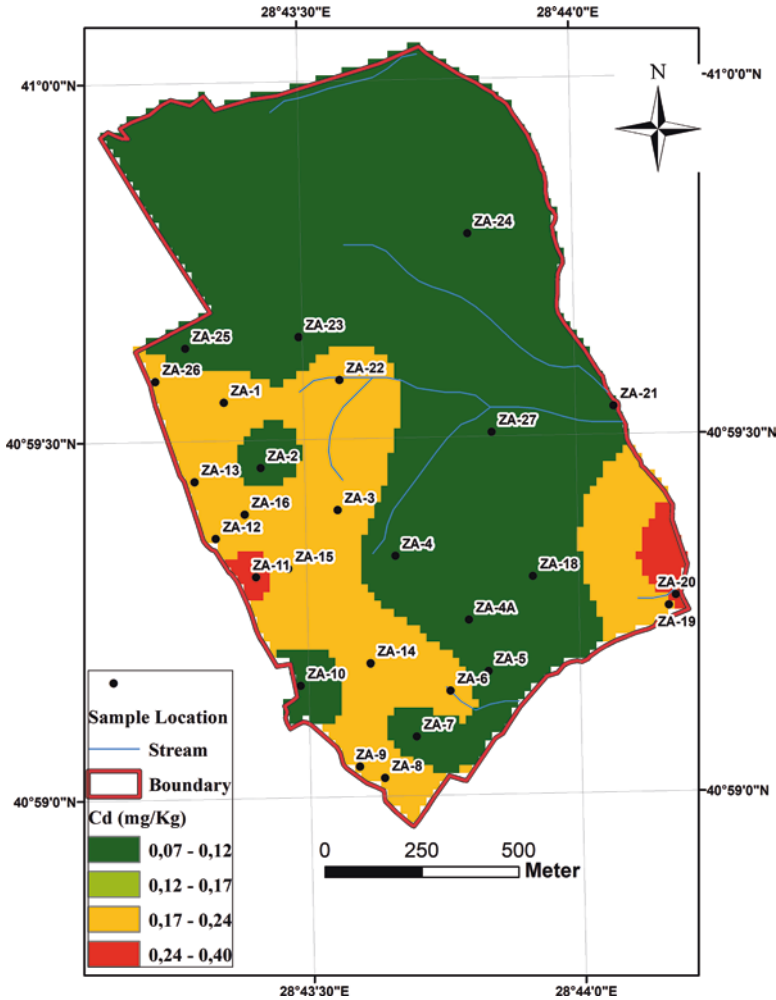 28°43'30"E 28°44'0"E
41°0'0"N -41°0'0"N
N
ZA-24
ZA-23
ZA-25
ZA-22
ZA-26
ZA-1
ZA-21
ZA-27
40°59'30"N 40°59'30"N
ZA-2
ZA-13
ZA-3
ZA-16
ZA-12
ZA-4
ZA-15
ZA-18
ZA-11
ZA-20
ZA-4A
ZA-19
ZA-14
ZA-5
ZA-10
ZA-6
Sample Location
ZA-7
Stream
ZA-9
ZA-8
Boundary
40°59'0"N 40°59'0"N
Cd (mg/Kg)
0,07 - 0,12
0 250 500
Meter
0,12 - 0,17
0,17 - 0,24
0,24 - 0,40
28°43'30"E 28°44'0"E